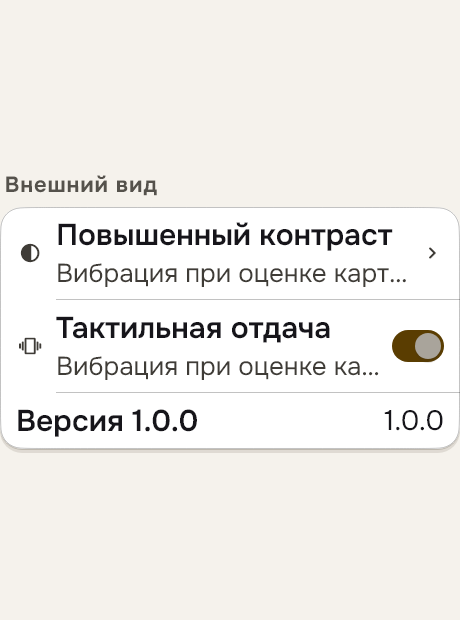 Внешний вид
Повышенный контраст
Вибрация при оценке карт...
Тактильная отдача
Вибрация при оценке ка...
Версия 1.0.0
1.0.0